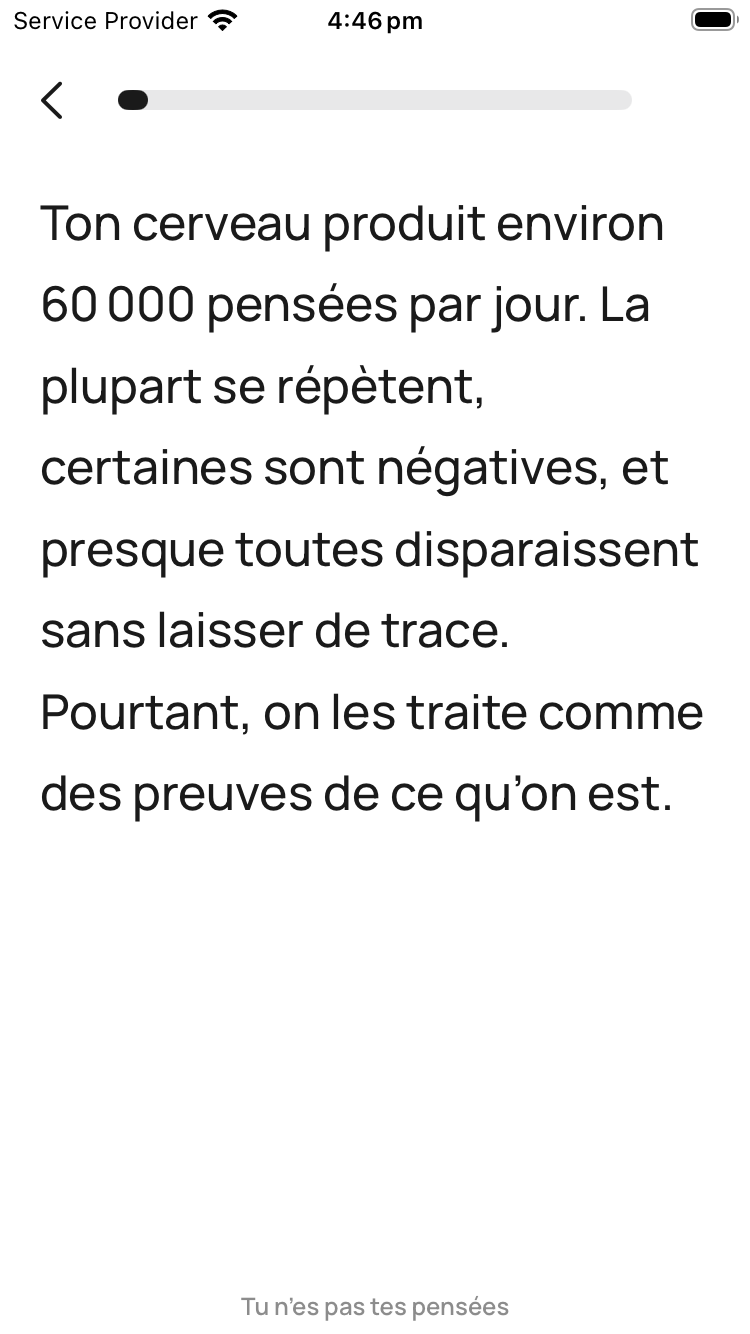 Service Provider 4:46 pm
Ton cerveau produit environ
60 000 pensées par jour. La
plupart se répètent,
certaines sont négatives, et
presque toutes disparaissent
sans laisser de trace.
Pourtant, on les traite comme
des preuves de ce qu’on est.
Tu n’es pas tes pensées